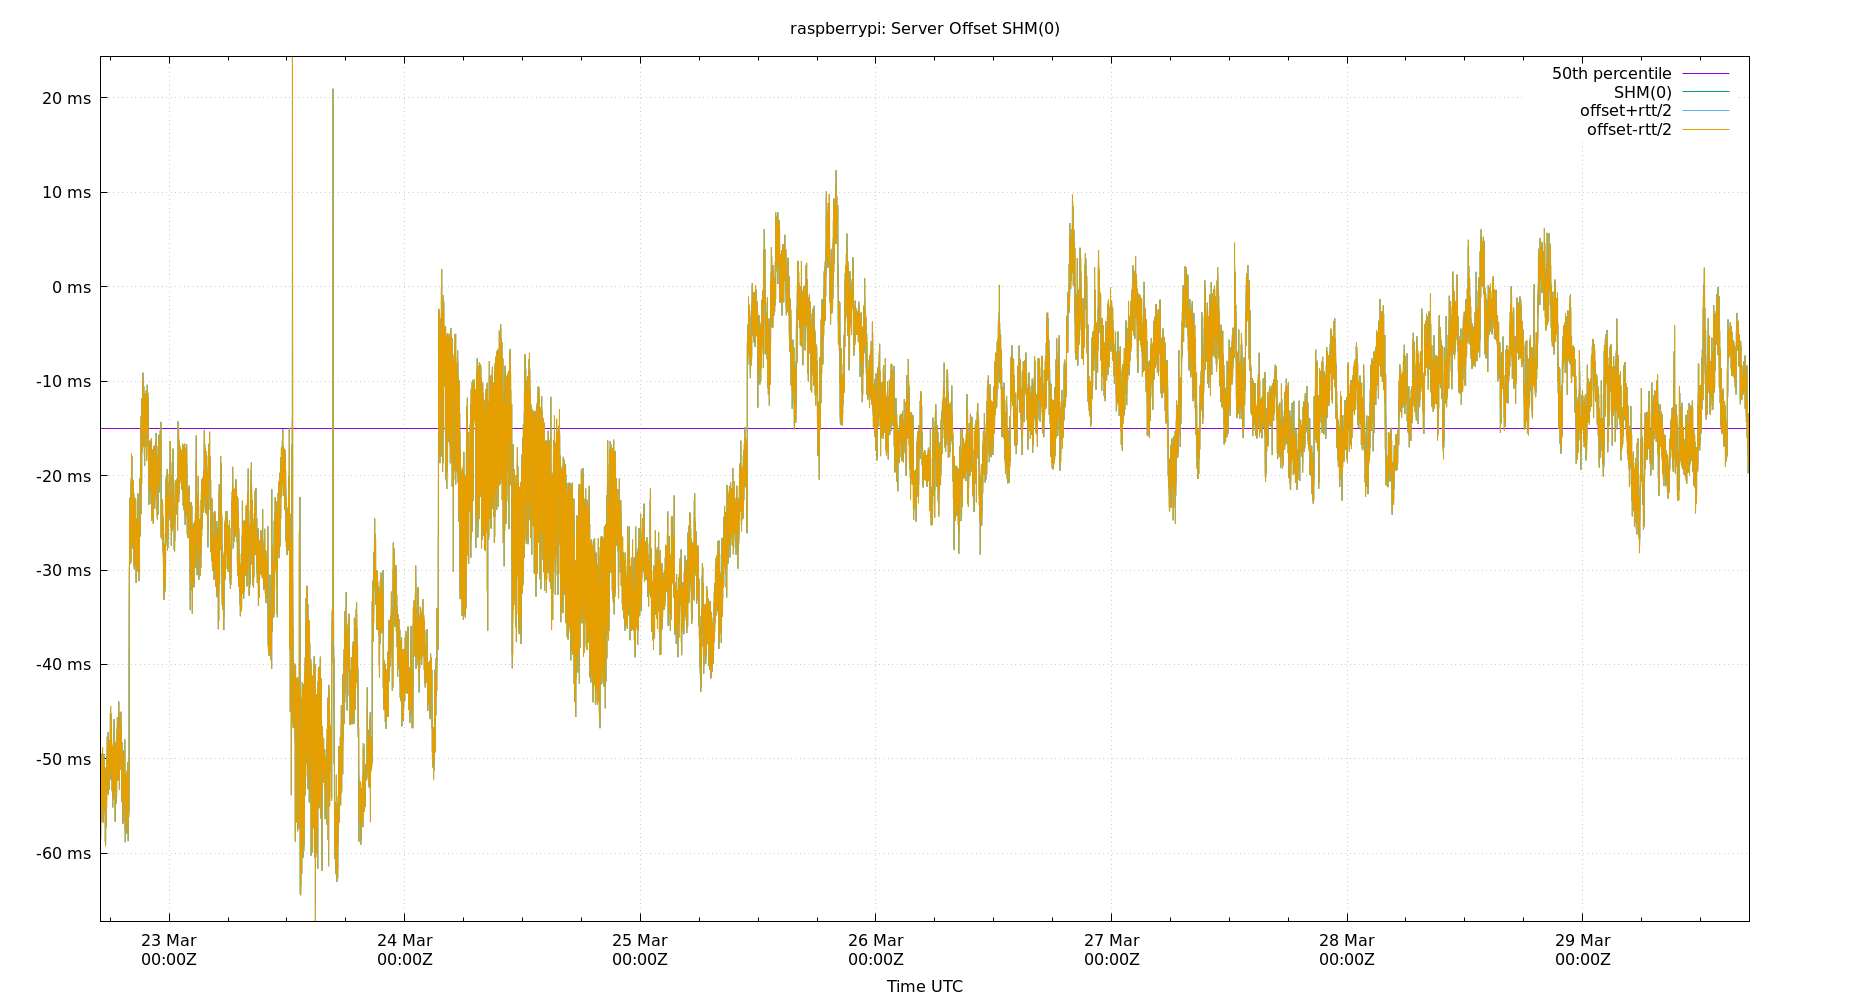 raspberrypi: Server Offset SHM(0)
50th percentile
SHM(0)
offset+rtt/2
offset-rtt/2
20 ms
10 ms
0 ms
-10 ms
-20 ms
-30 ms
-40 ms
-50 ms
-60 ms
23 Mar 24 Mar 25 Mar 26 Mar 27 Mar 28 Mar 29 Mar
00:00Z 00:00Z 00:00Z 00:00Z 00:00Z 00:00Z 00:00Z
Time UTC